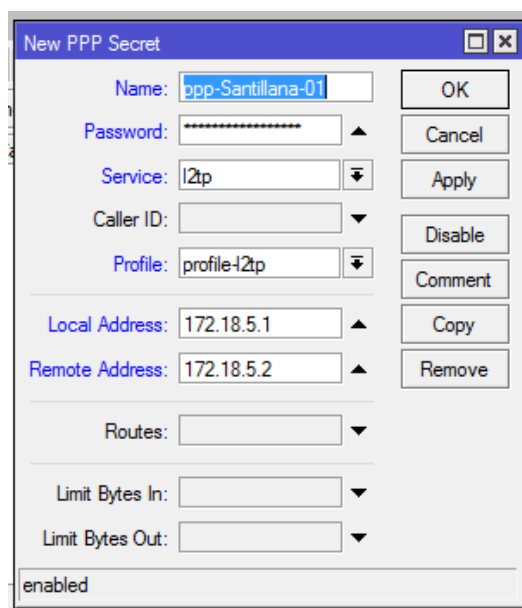 New PPP Secret
Name: ppp-Santillana-01 OK
Password: ***************** Cancel
Service: l2tp Apply
Caller ID:
Disable
Profile: profile-l2tp
Comment
Local Address: 172.18.5.1 Copy
Remote Address: 172.18.5.2 Remove
Routes:
Limit Bytes In:
Limit Bytes Out:
enabled